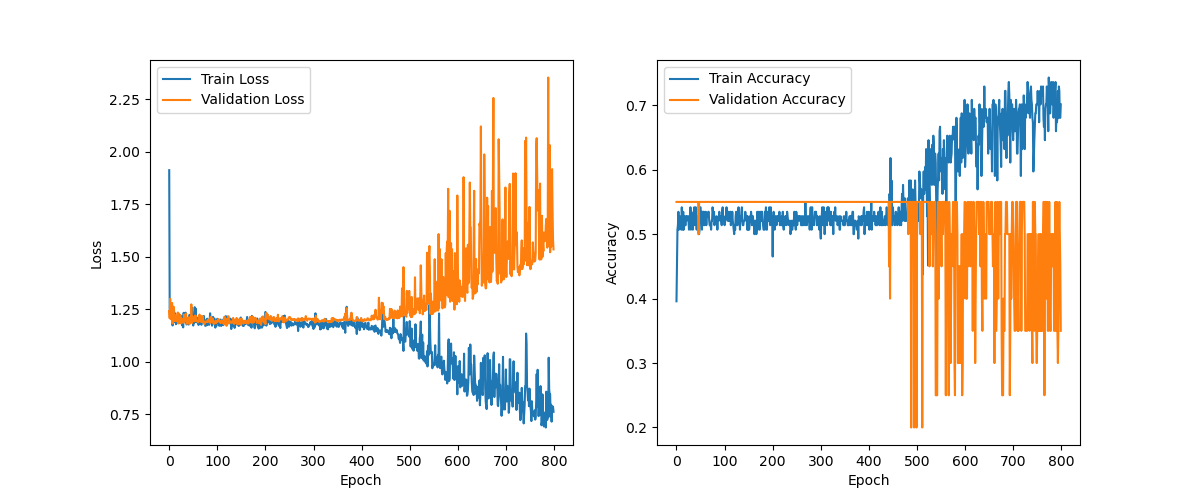 Train Loss
Validation Loss
2.25
2.00
1.75
1.50
1.25
1.00
0.75
Loss
0 100 200 300 400 500 600 700 800
Epoch
Train Accuracy
Validation Accuracy
0.7
0.6
0.5
0.4
0.3
0.2
Accuracy
0 100 200 300 400 500 600 700 800
Epoch